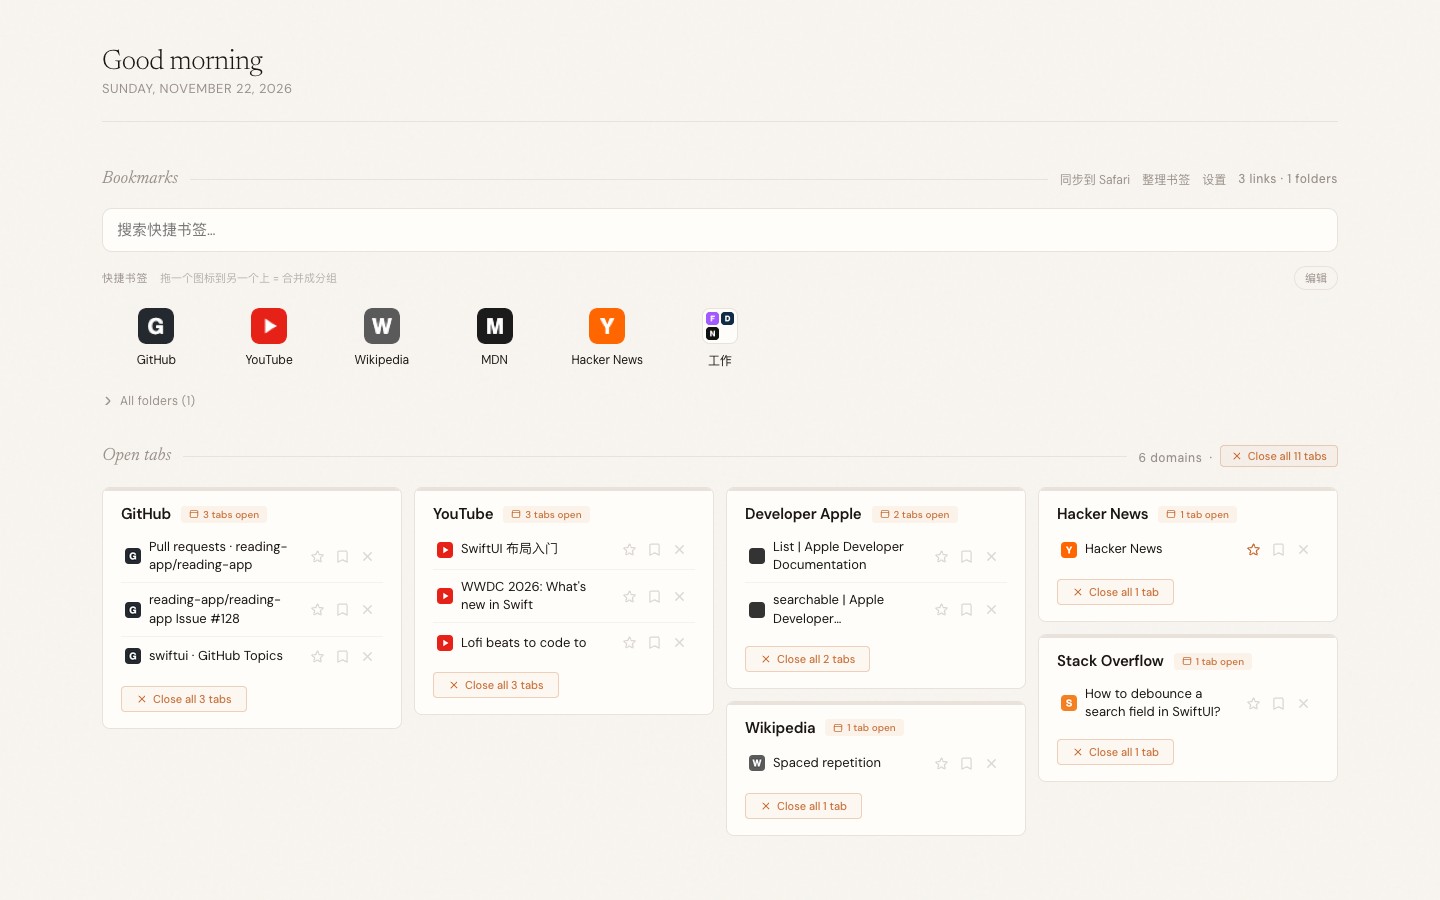 Good morning
SUNDAY, NOVEMBER 22, 2026
Bookmarks
同步到 Safari 整理书签 设置 3 links · 1 folders
搜索快捷书签...
快捷书签 拖一个图标到另一个上 = 合并成分组
编辑
G
GitHub
YouTube
W
Wikipedia
M
MDN
Y
Hacker News
F D
N
工作
All folders (1)
Open tabs
6 domains · Close all 11 tabs
GitHub 3 tabs open
G Pull requests · reading-
app/reading-app
G reading-app/reading-
app Issue #128
G swiftui · GitHub Topics
Close all 3 tabs
YouTube 3 tabs open
SwiftUI 布局入门
WWDC 2026: What's
new in Swift
Lofi beats to code to
Close all 3 tabs
Developer Apple 2 tabs open
List | Apple Developer
Documentation
searchable | Apple
Developer...
Close all 2 tabs
Wikipedia 1 tab open
W Spaced repetition
Close all 1 tab
Hacker News 1 tab open
Y Hacker News
Close all 1 tab
Stack Overflow 1 tab open
S How to debounce a
search field in SwiftUI?
Close all 1 tab